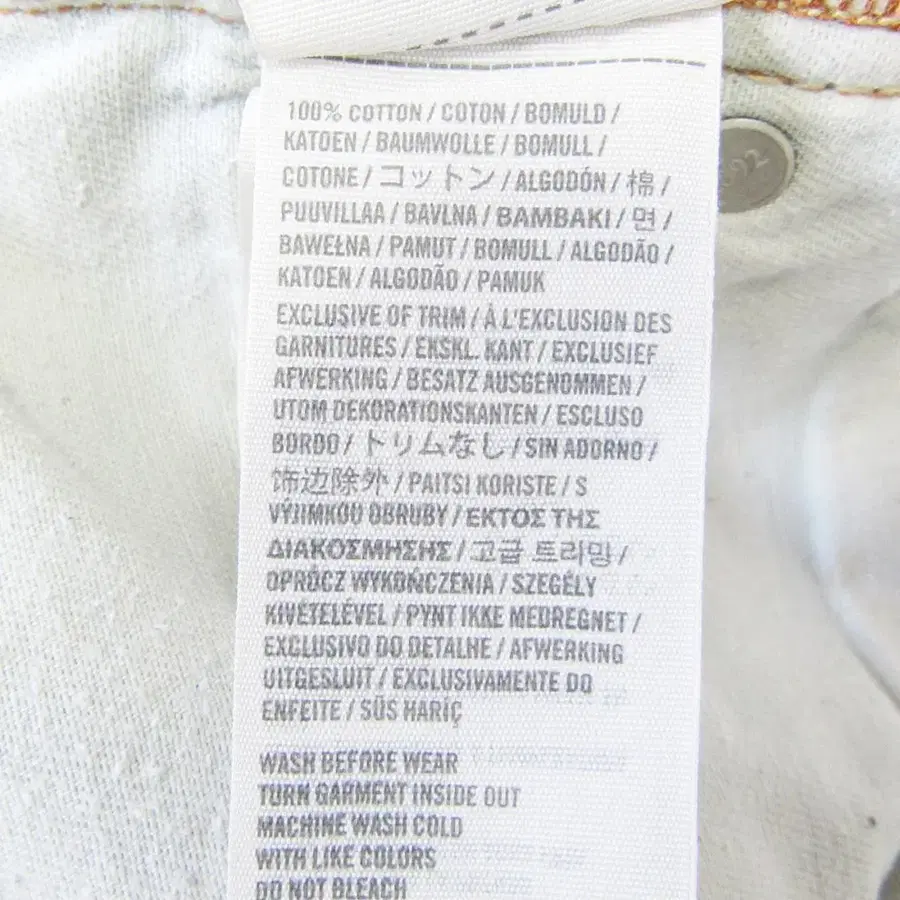 100% COTTON / COTON / BOMULD /
KATOEN / BAUMWOLLE / BOMULL /
COTONE / コットン / ALGODÓN / 棉 /
PUUVILLAA / BAVLNA / BAMBAKI / 면 /
BAWEŁNA / PAMUT / BOMULL / ALGODÃO /
KATOEN / ALGODÃO / PAMUK
EXCLUSIVE OF TRIM / À L'EXCLUSION DES
GARNITURES / EKSKL. KANT / EXCLUSIEF
AFWERKING / BESATZ AUSGENOMMEN /
UTOM DEKORATIONSKANTEN / ESCLUSO
BORDO / トリムなし / SIN ADORNO /
饰边除外 / PAITSI KORISTE / S
VÝJIMKOU OBRUBY / ΕΚΤΟΣ ΤΗΣ
ΔΙΑΚΟΣΜΗΣΗΣ / 고급 트리밍 /
OPRÓCZ WYKOŃCZENIA / SZEGÉLY
KIVÉTELÉVEL / PYNT IKKE MEDREGNET /
EXCLUSIVO DO DETALHE / AFWERKING
UITGESLUIT / EXCLUSIVAMENTE DO
ENFEITE / SÜS HARİÇ
WASH BEFORE WEAR
TURN GARMENT INSIDE OUT
MACHINE WASH COLD
WITH LIKE COLORS
DO NOT BLEACH